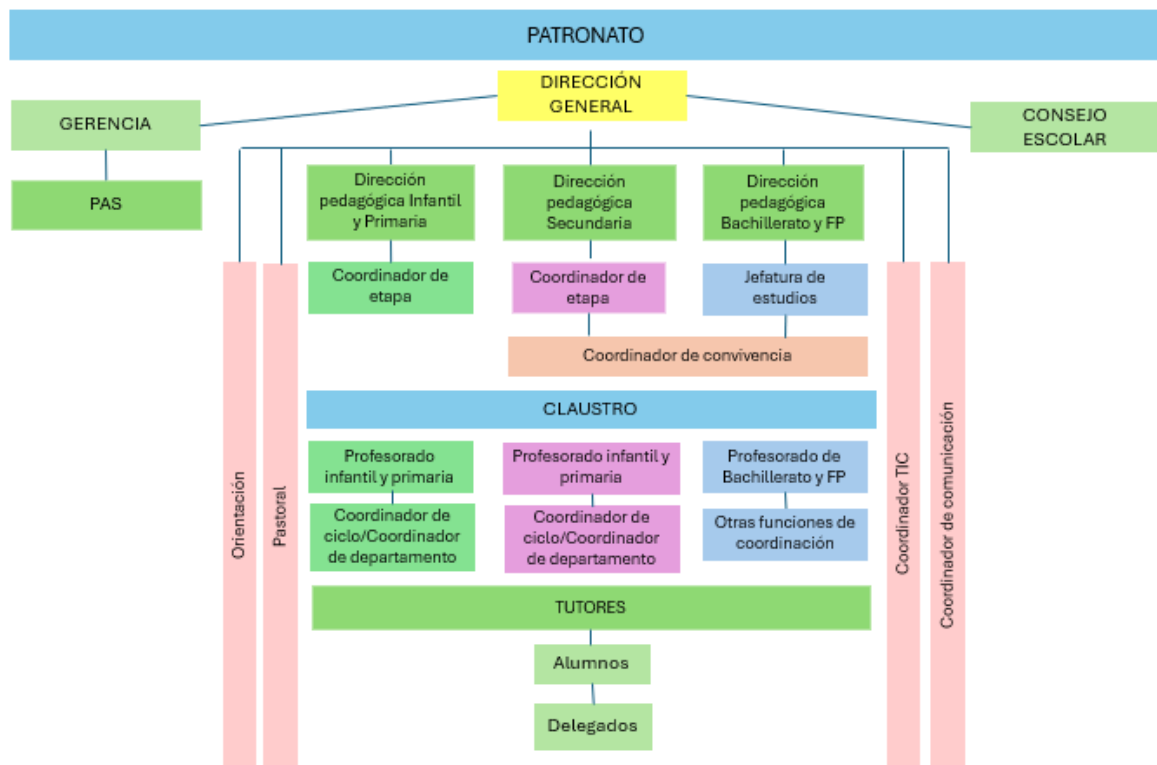 PATRONATO
DIRECCIÓN
GENERAL
GERENCIA
CONSEJO
ESCOLAR
PAS
Dirección
pedagógica Infantil
y Primaria
Dirección
pedagógica
Secundaria
Dirección
pedagógica
Bachillerato y FP
Coordinador de
etapa
Coordinador de
etapa
Jefatura de
estudios
Coordinador de convivencia
CLAUSTRO
Profesorado
infantil y primaria
Profesorado infantil y
primaria
Profesorado de
Bachillerato y FP
Coordinador de
ciclo/Coordinador
de departamento
Coordinador de
ciclo/Coordinador
de departamento
Otras funciones de
coordinación
TUTORES
Alumnos
Delegados
Orientación
Pastoral
Coordinador TIC
Coordinador de comunicación